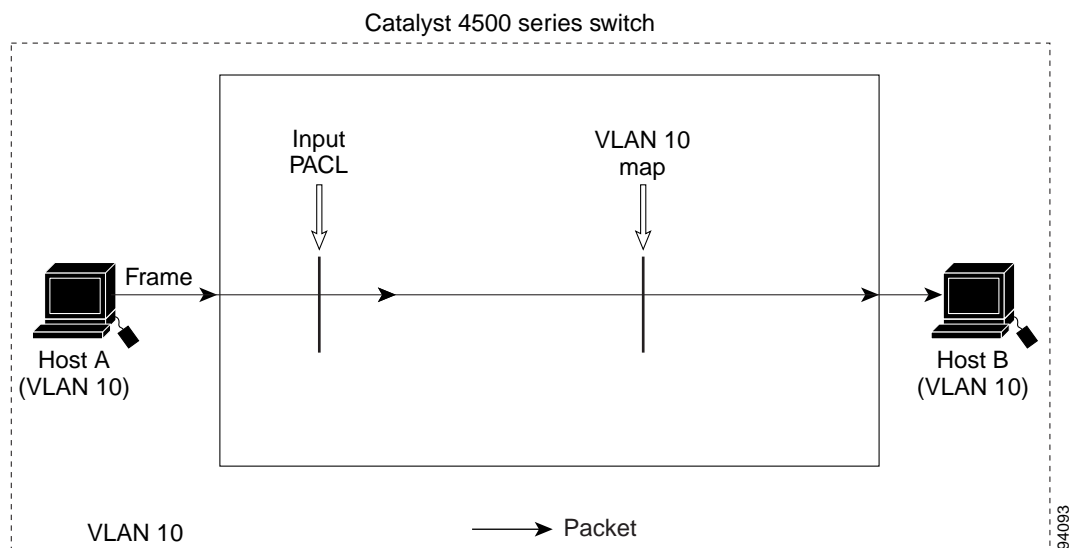 Catalyst 4500 series switch
Input
PACL
VLAN 10
map
Frame
Host A
(VLAN 10)
Host B
(VLAN 10)
VLAN 10
Packet
94093